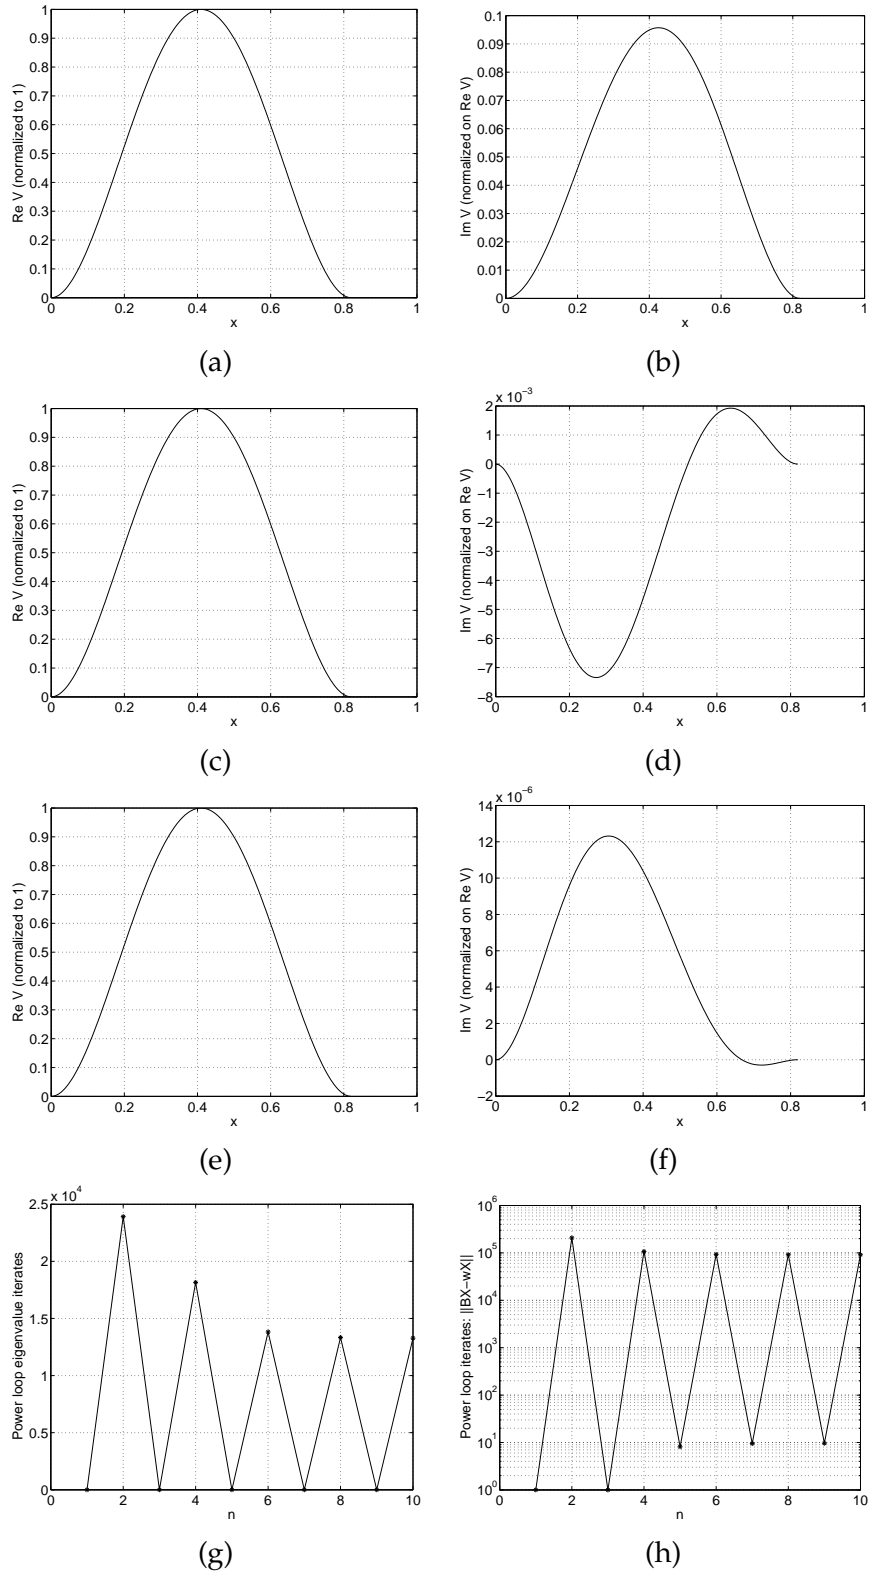 Re V (normalized to 1)
1
0.9
0.8
0.7
0.6
0.5
0.4
0.3
0.2
0.1
0
0 0.2 0.4 0.6 0.8 1
x
(a)
Im V (normalized on Re V)
0.1
0.09
0.08
0.07
0.06
0.05
0.04
0.03
0.02
0.01
0
0 0.2 0.4 0.6 0.8 1
x
(b)
Re V (normalized to 1)
1
0.9
0.8
0.7
0.6
0.5
0.4
0.3
0.2
0.1
0
0 0.2 0.4 0.6 0.8 1
x
(c)
x 10−3
Im V (normalized on Re V)
2
1
0
−1
−2
−3
−4
−5
−6
−7
−8
0 0.2 0.4 0.6 0.8 1
x
(d)
Re V (normalized to 1)
1
0.9
0.8
0.7
0.6
0.5
0.4
0.3
0.2
0.1
0
0 0.2 0.4 0.6 0.8 1
x
(e)
x 10−6
Im V (normalized on Re V)
14
12
10
8
6
4
2
0
−2
0 0.2 0.4 0.6 0.8 1
x
(f)
x 10^4
Power loop eigenvalue iterates
2.5
2
1.5
1
0.5
0
0 2 4 6 8 10
n
(g)
Power loop iterates: ||BX−wX||
10^6
10^5
10^4
10^3
10^2
10^1
10^0
0 2 4 6 8 10
n
(h)